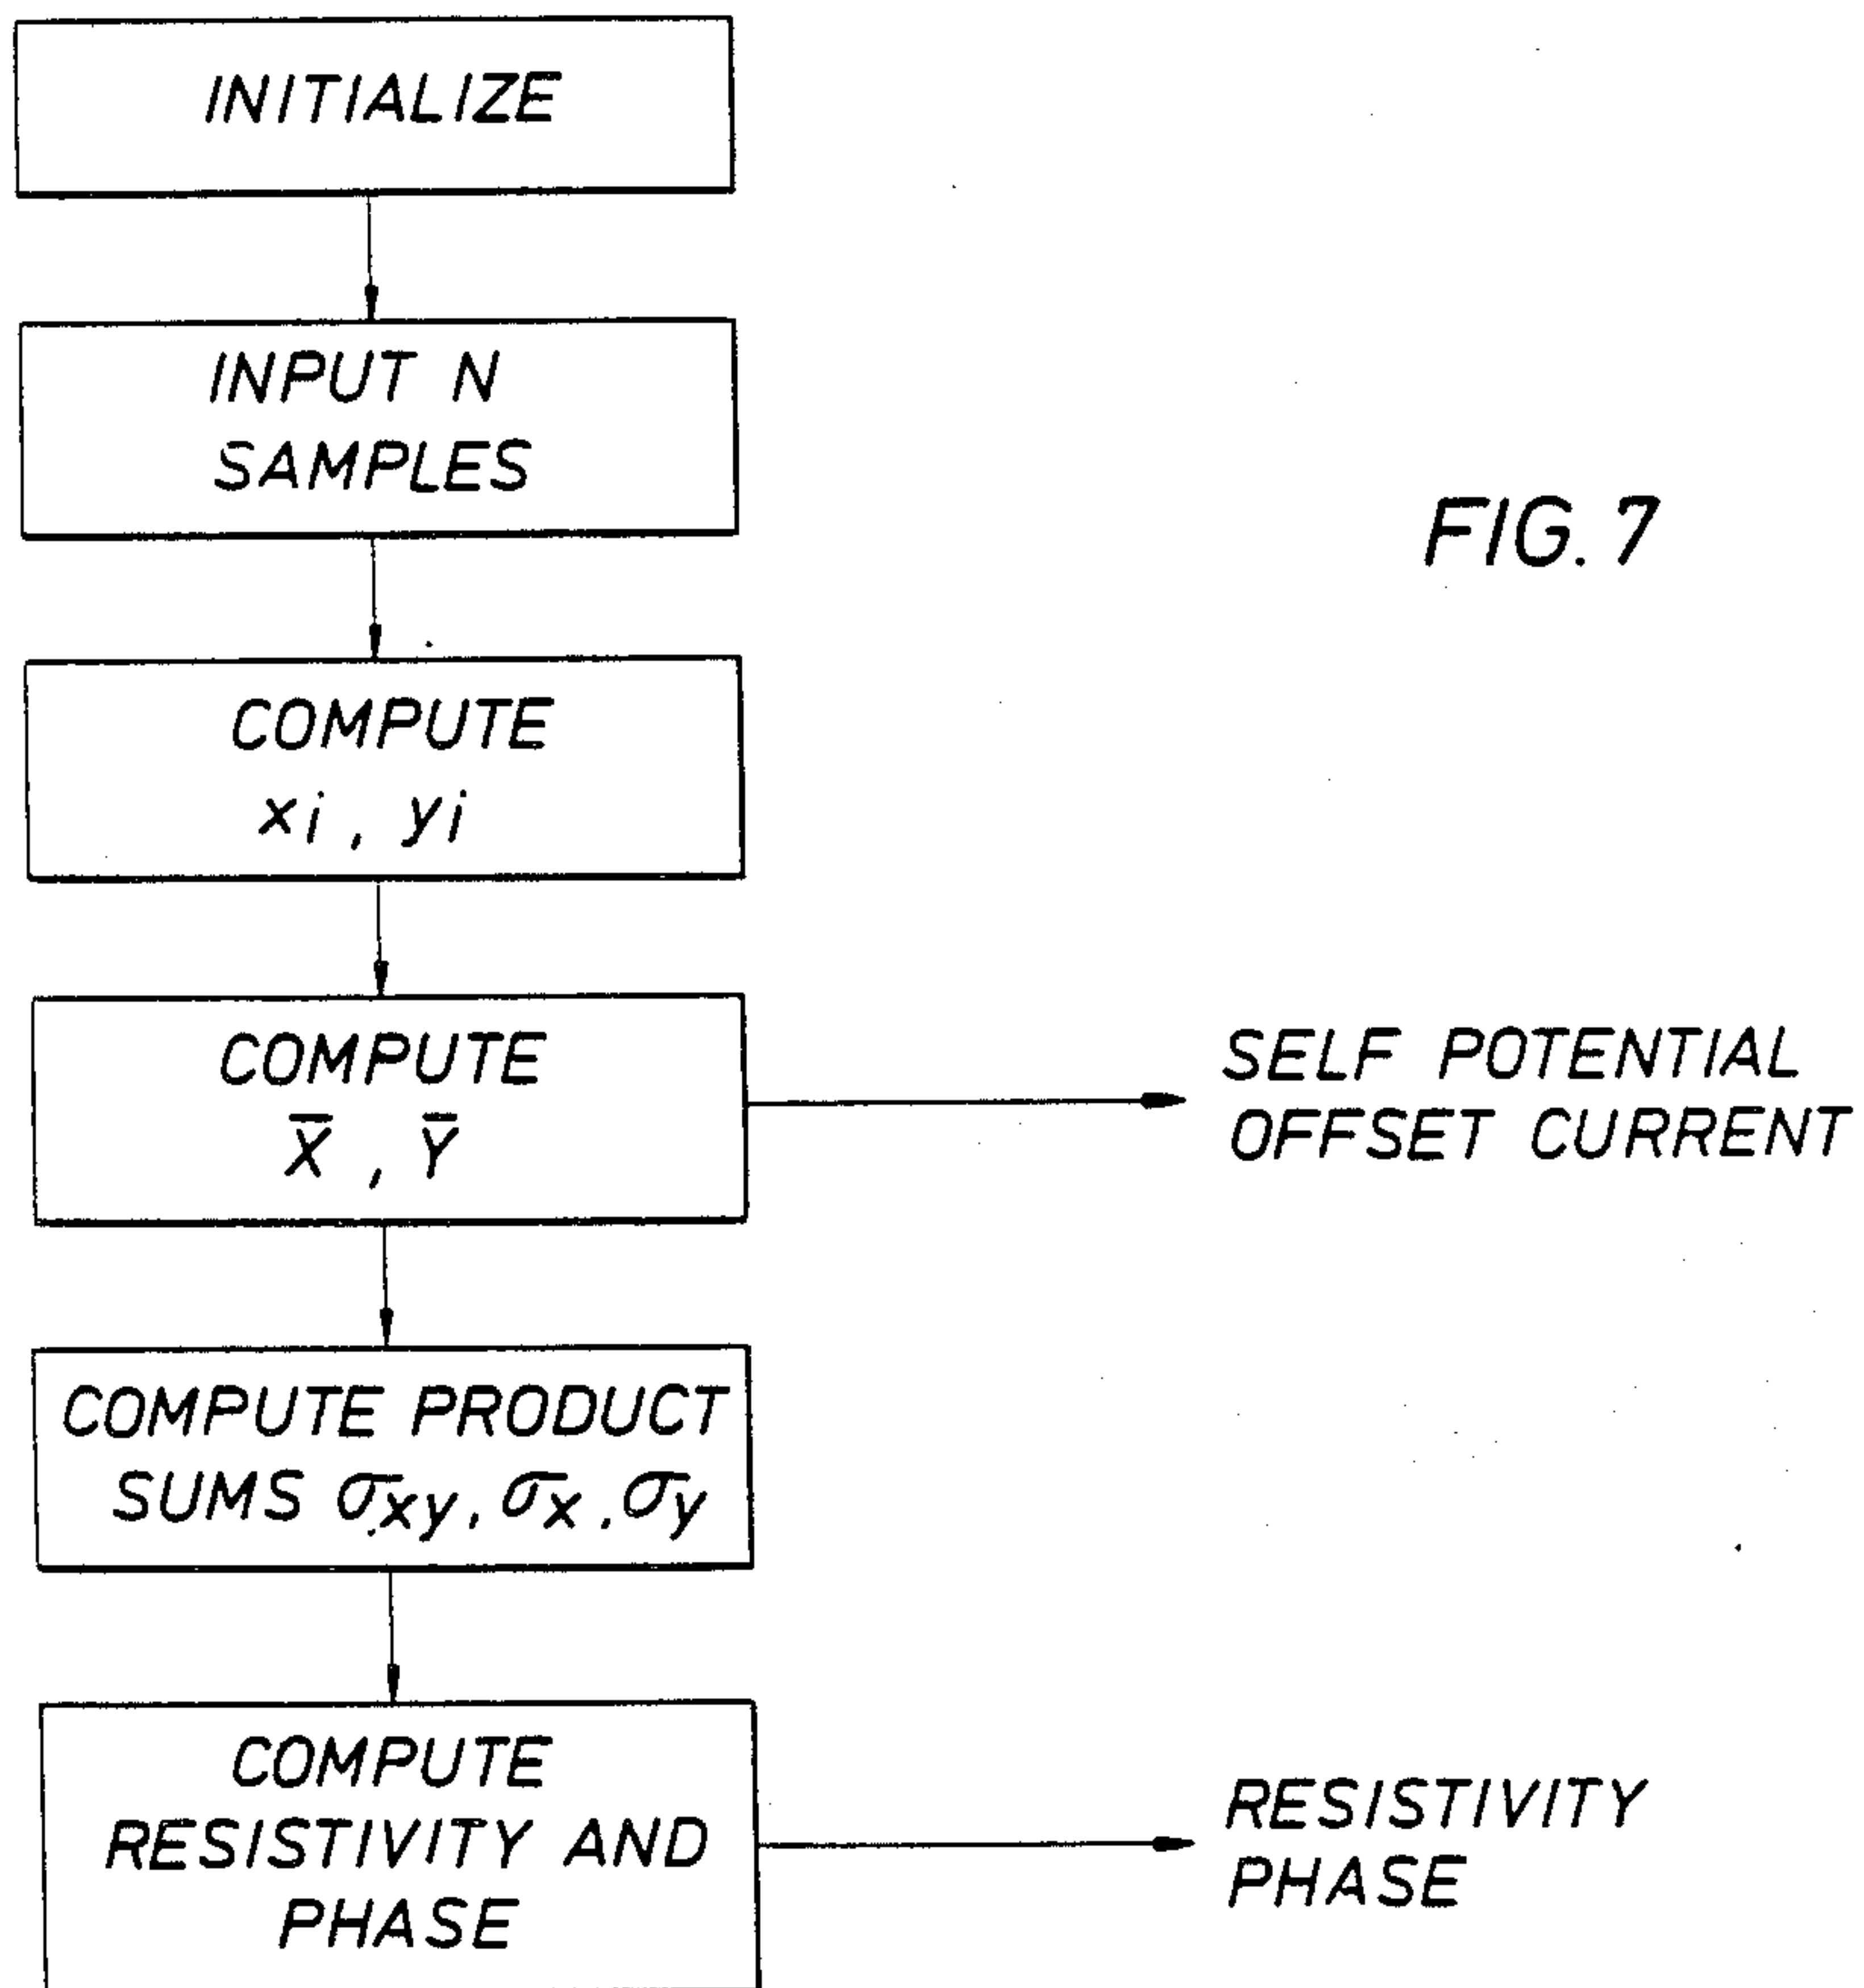 INITIALIZE
INPUT N
SAMPLES
FIG. 7
COMPUTE
xi, yi
COMPUTE
X̅, Y̅
SELF POTENTIAL
OFFSET CURRENT
COMPUTE PRODUCT
SUMS σxy, σx, σy
COMPUTE
RESISTIVITY AND
PHASE
RESISTIVITY
PHASE